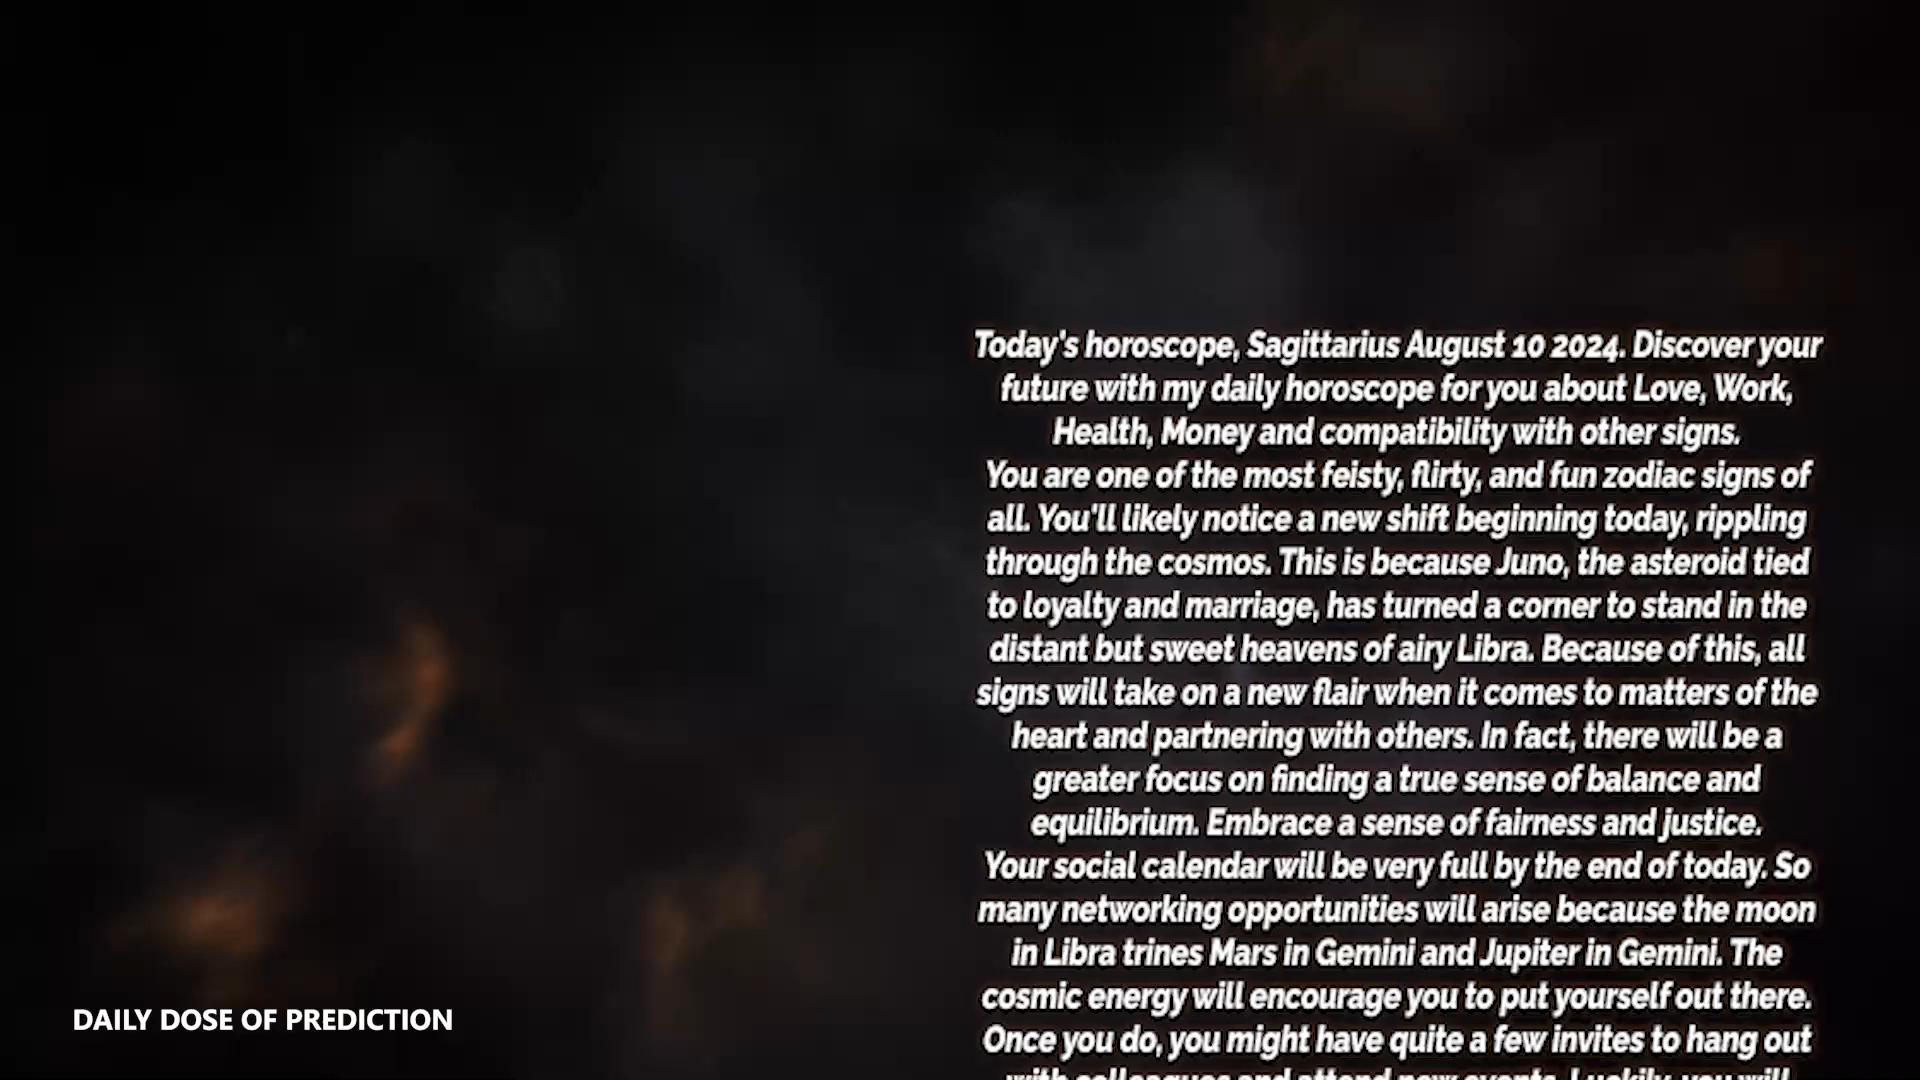 Today's horoscope, Sagittarius August 10 2024. Discover your
future with my daily horoscope for you about Love, Work,
Health, Money and compatibility with other signs.
You are one of the most feisty, flirty, and fun zodiac signs of
all. You'll likely notice a new shift beginning today, rippling
through the cosmos. This is because Juno, the asteroid tied
to loyalty and marriage, has turned a corner to stand in the
distant but sweet heavens of airy Libra. Because of this, all
signs will take on a new flair when it comes to matters of the
heart and partnering with others. In fact, there will be a
greater focus on finding a true sense of balance and
equilibrium. Embrace a sense of fairness and justice.
Your social calendar will be very full by the end of today. So
many networking opportunities will arise because the moon
in Libra trines Mars in Gemini and Jupiter in Gemini. The
cosmic energy will encourage you to put yourself out there.
Once you do, you might have quite a few invites to hang out
with colleagues and attend new events. Luckily, you will
DAILY DOSE OF PREDICTION